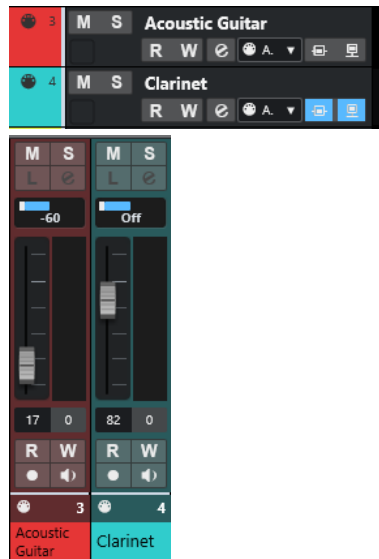 3 M S Acoustic Guitar
R W e A.
4 M S Clarinet
R W e A.
M S M S
L e L e
-60 Off
17 0 82 0
R W R W
3 4
Acoustic Clarinet
Guitar